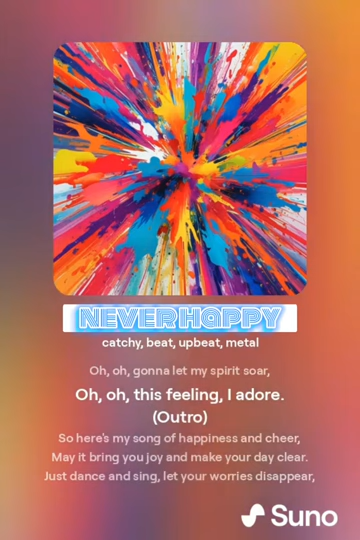 NEVERHAPPY
catchy, beat, upbeat, metal
Oh, oh, gonna let my spirit soar,
Oh, oh, this feeling, I adore.
(Outro)
So here's my song of happiness and cheer,
May it bring you joy and make your day clear.
Just dance and sing, let your worries disappear,
Suno